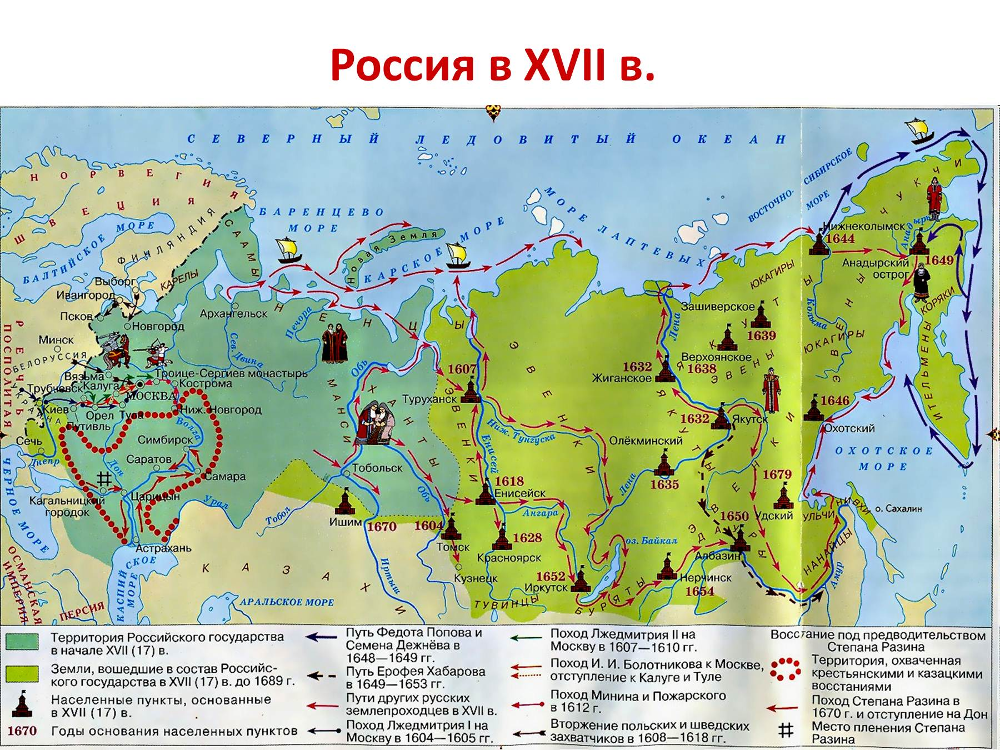 Россия в XVII в.
СЕВЕРНЫЙ ЛЕДОВИТЫЙ ОКЕАН
НОРВЕГИЯ
ШВЕЦИЯ
ФИНЛЯНДИЯ
БАЛТИЙСКОЕ
МОРЕ
БАРЕНЦЕВО
МОРЕ
Новая Земля
КАРСКОЕ МОРЕ
МОРЕ ЛАПТЕВЫХ
ВОСТОЧНО-
СИБИРСКОЕ
МОРЕ
ЧУКЧИ
Анадырь
Нижнеколымск
1644
Анадырский
острог
1649
КОРЯКИ
ИТЕЛЬМЕНЫ
СААМЫ
КАРЕЛЫ
Выборг
Ивангород
Псков
Новгород
Архангельск
НЕНЦЫ
Печора
Сев. Двина
РЕЧЬ
ПОСПОЛИТАЯ
Минск
БЕЛОРУССИЯ
Вязьма
Троице-Сергиев монастырь
Трубчевск
Калуга
Кострома
МОСКВА
УКРАИНА
Киев
Орел
Тула
Ниж. Новгород
Путивль
Волга
Сечь
Симбирск
Днепр
Дон
Саратов
Самара
Кагальницкий
городок
Царицын
Урал
Астрахань
ЧЕРНОЕ МОРЕ
ОСМАНСКАЯ
ИМПЕРИЯ
ПЕРСИЯ
КАСПИЙСКОЕ
МОРЕ
АРАЛЬСКОЕ МОРЕ
КАЗАХИ
МАНСИ
ХАНТЫ
Обь
Тобольск
Тобол
Обь
Ишим
1670
Иртыш
1604
Томск
Кузнецк
1607
Туруханск
ЭВЕНКИ
Енисей
Ниж. Тунгуска
ЭВЕНКИ
1618
Енисейск
Ангара
1628
Красноярск
1652
Иркутск
ТУВИНЦЫ
БУРЯТЫ
оз. Байкал
Нерчинск
1654
Албазин
1650
ДАУРЫ
ЭВЕНКИ
Удский
1679
Лена
Олёкминский
1635
Якутск
1632
Жиганское
1632
ЯКУТЫ
Лена
Зашиверское
1639
Верхоянское
1638
ЭВЕНЫ
ЯКУТЫ
ЮКАГИРЫ
Колыма
ЮКАГИРЫ
ЭВЕНЫ
1646
Охотский
ОХОТСКОЕ
МОРЕ
НИВХИ
о. Сахалин
УЛЬЧИ
НАНАЙЦЫ
Амур
Территория Российского государства
в начале XVII (17) в.
Земли, вошедшие в состав Российс-
кого государства в XVII (17) в. до 1689 г.
Населенные пункты, основанные
в XVII (17) в.
1670 Годы основания населенных пунктов
Путь Федота Попова и
Семена Дежнёва в
1648—1649 гг.
Путь Ерофея Хабарова
в 1649—1653 гг.
Пути других русских
землепроходцев в XVII в.
Поход Лжедмитрия I на
Москву в 1604—1605 гг.
Поход Лжедмитрия II на
Москву в 1607—1610 гг.
Поход И. И. Болотникова к Москве,
отступление к Калуге и Туле
Поход Минина и Пожарского
в 1612 г.
Вторжение польских и шведских
захватчиков в 1608—1618 гг.
Восстание под предводительством
Степана Разина
Территория, охваченная
крестьянскими и казацкими
восстаниями
Поход Степана Разина в
1670 г. и отступление на Дон
Место пленения Степана
Разина